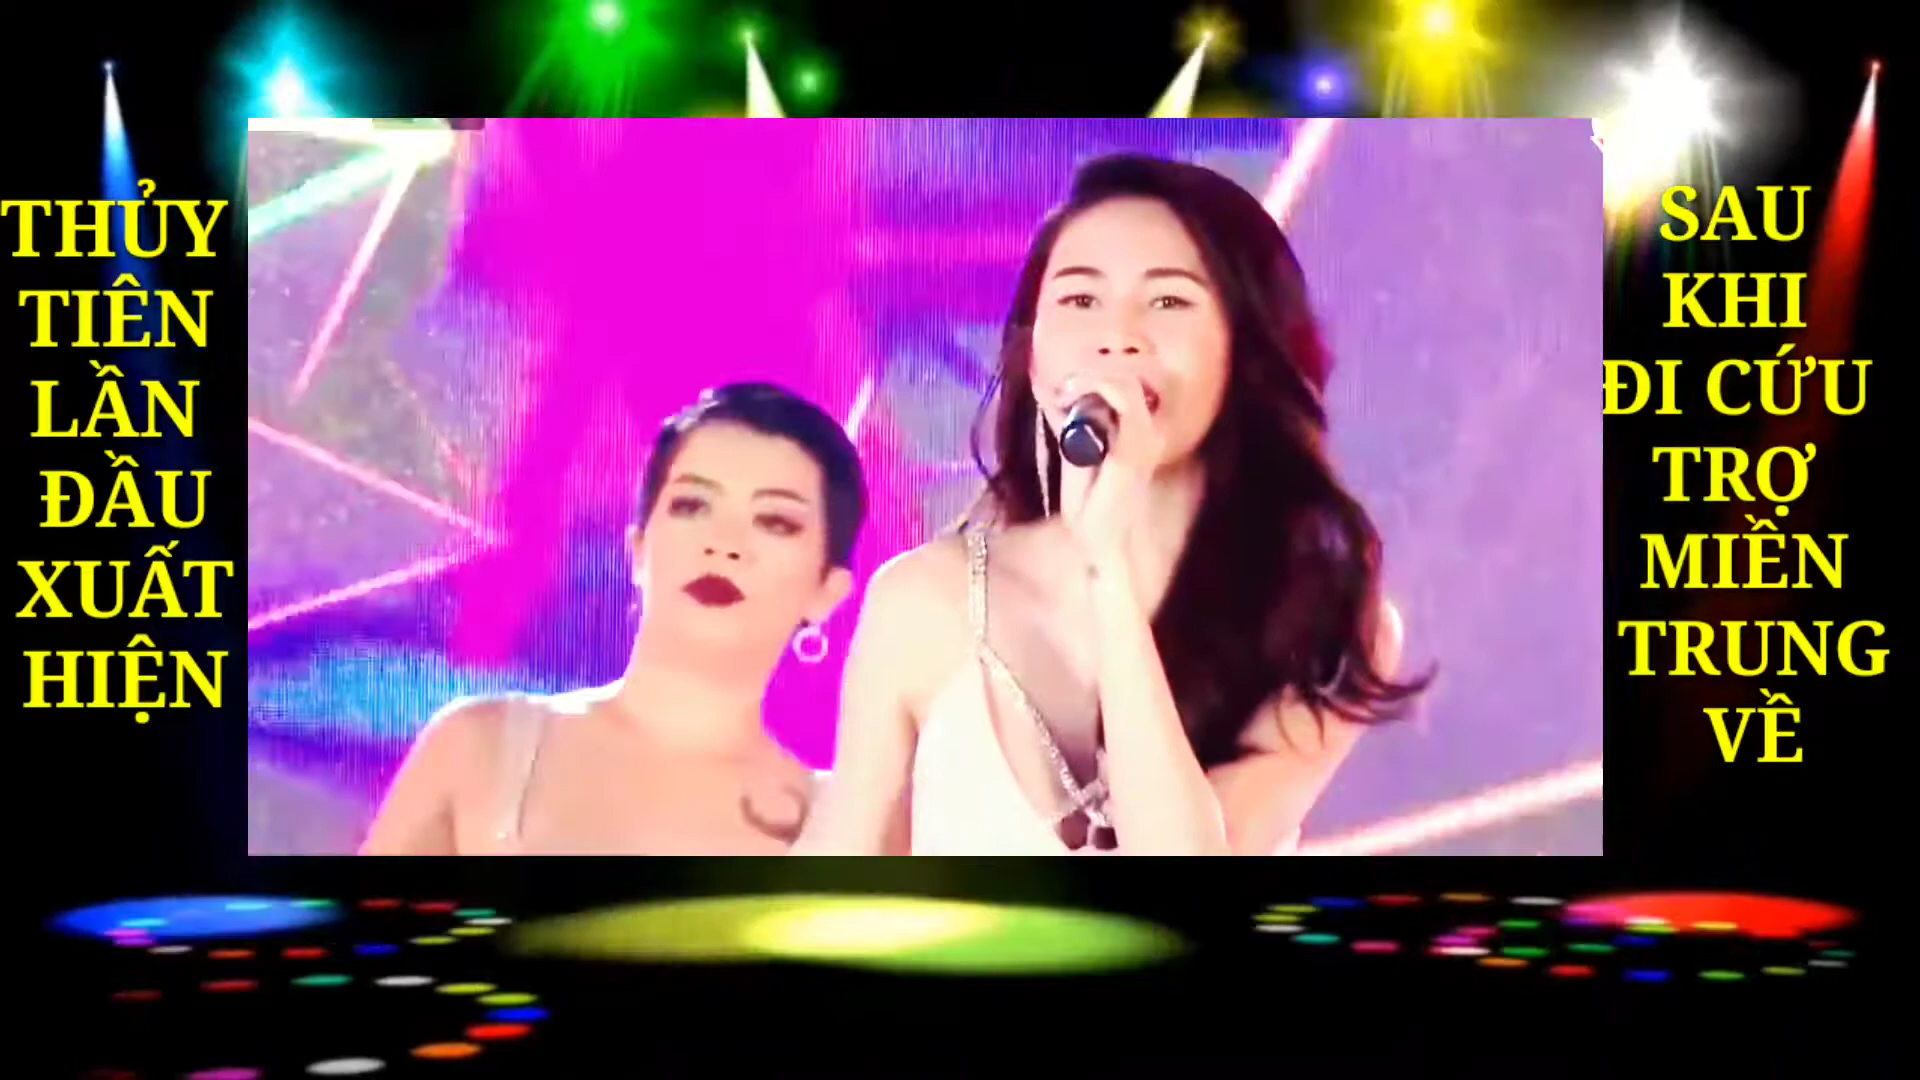 THỦY
TIÊN
LẦN
ĐẦU
XUẤT
HIỆN
SAU
KHI
ĐI CỨU
TRỢ
MIỀN
TRUNG
VỀ